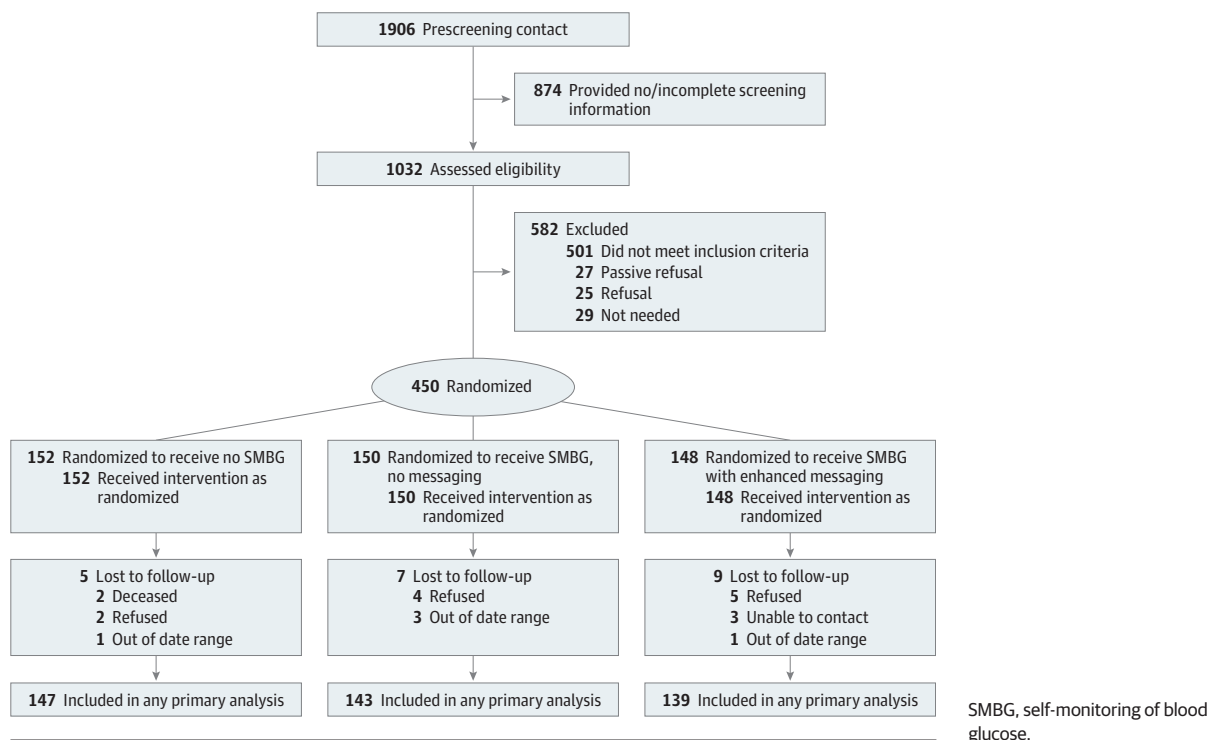 1906 Prescreening contact
874 Provided no/incomplete screening
information
1032 Assessed eligibility
582 Excluded
501 Did not meet inclusion criteria
27 Passive refusal
25 Refusal
29 Not needed
450 Randomized
152 Randomized to receive no SMBG
152 Received intervention as
randomized
150 Randomized to receive SMBG,
no messaging
150 Received intervention as
randomized
148 Randomized to receive SMBG
with enhanced messaging
148 Received intervention as
randomized
5 Lost to follow-up
2 Deceased
2 Refused
1 Out of date range
7 Lost to follow-up
4 Refused
3 Out of date range
9 Lost to follow-up
5 Refused
3 Unable to contact
1 Out of date range
147 Included in any primary analysis
143 Included in any primary analysis
139 Included in any primary analysis
SMBG, self-monitoring of blood
glucose.